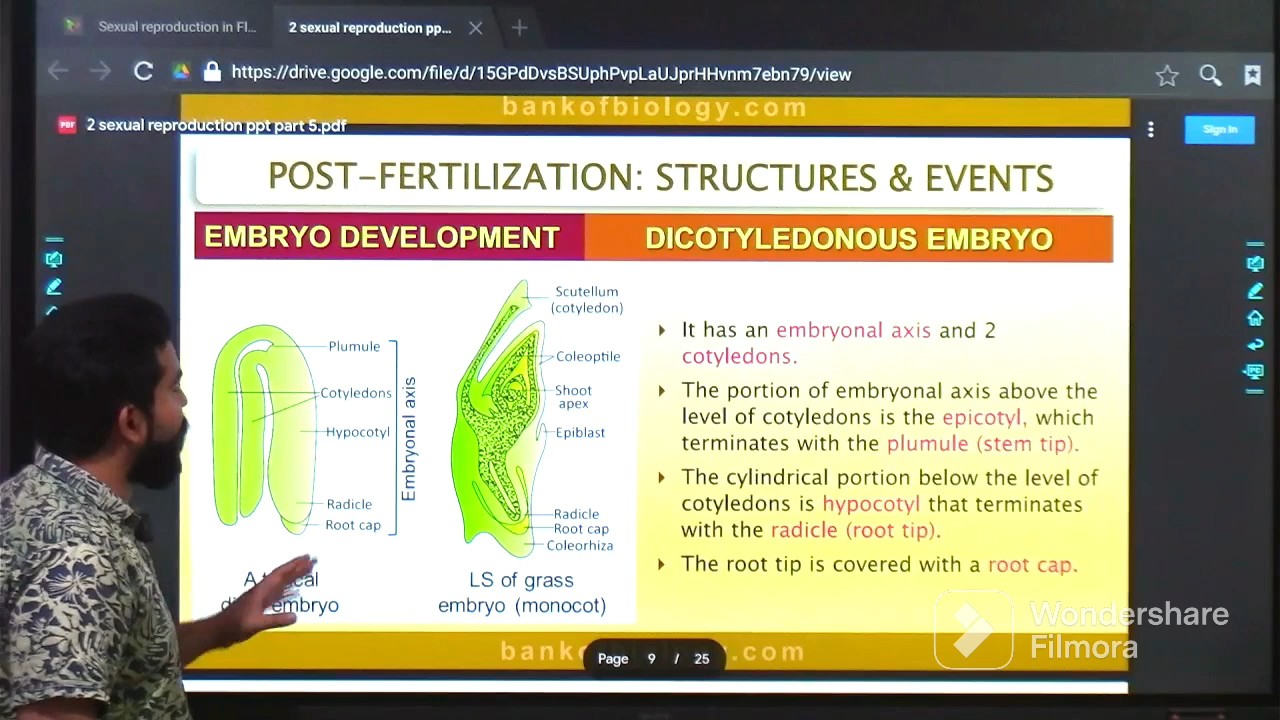 Sexual reproduction in Fl...
2 sexual reproduction pp...
https://drive.google.com/file/d/15GPdDvsBSUphPvpLaUJprHHvnm7ebn79/view
bankofbiology.com
PDF
2 sexual reproduction ppt part 5.pdf
Sign in
POST-FERTILIZATION: STRUCTURES & EVENTS
EMBRYO DEVELOPMENT
DICOTYLEDONOUS EMBRYO
Plumule
Cotyledons
Hypocotyl
Radicle
Root cap
Embryonal axis
Scutellum
(cotyledon)
Coleoptile
Shoot
apex
Epiblast
Radicle
Root cap
Coleorhiza
LS of grass
embryo (monocot)
A
embryo
It has an embryonal axis and 2
cotyledons.
The portion of embryonal axis above the
level of cotyledons is the epicotyl, which
terminates with the plumule (stem tip).
The cylindrical portion below the level of
cotyledons is hypocotyl that terminates
with the radicle (root tip).
The root tip is covered with a root cap.
Wondershare
Filmora
Page 9 / 25